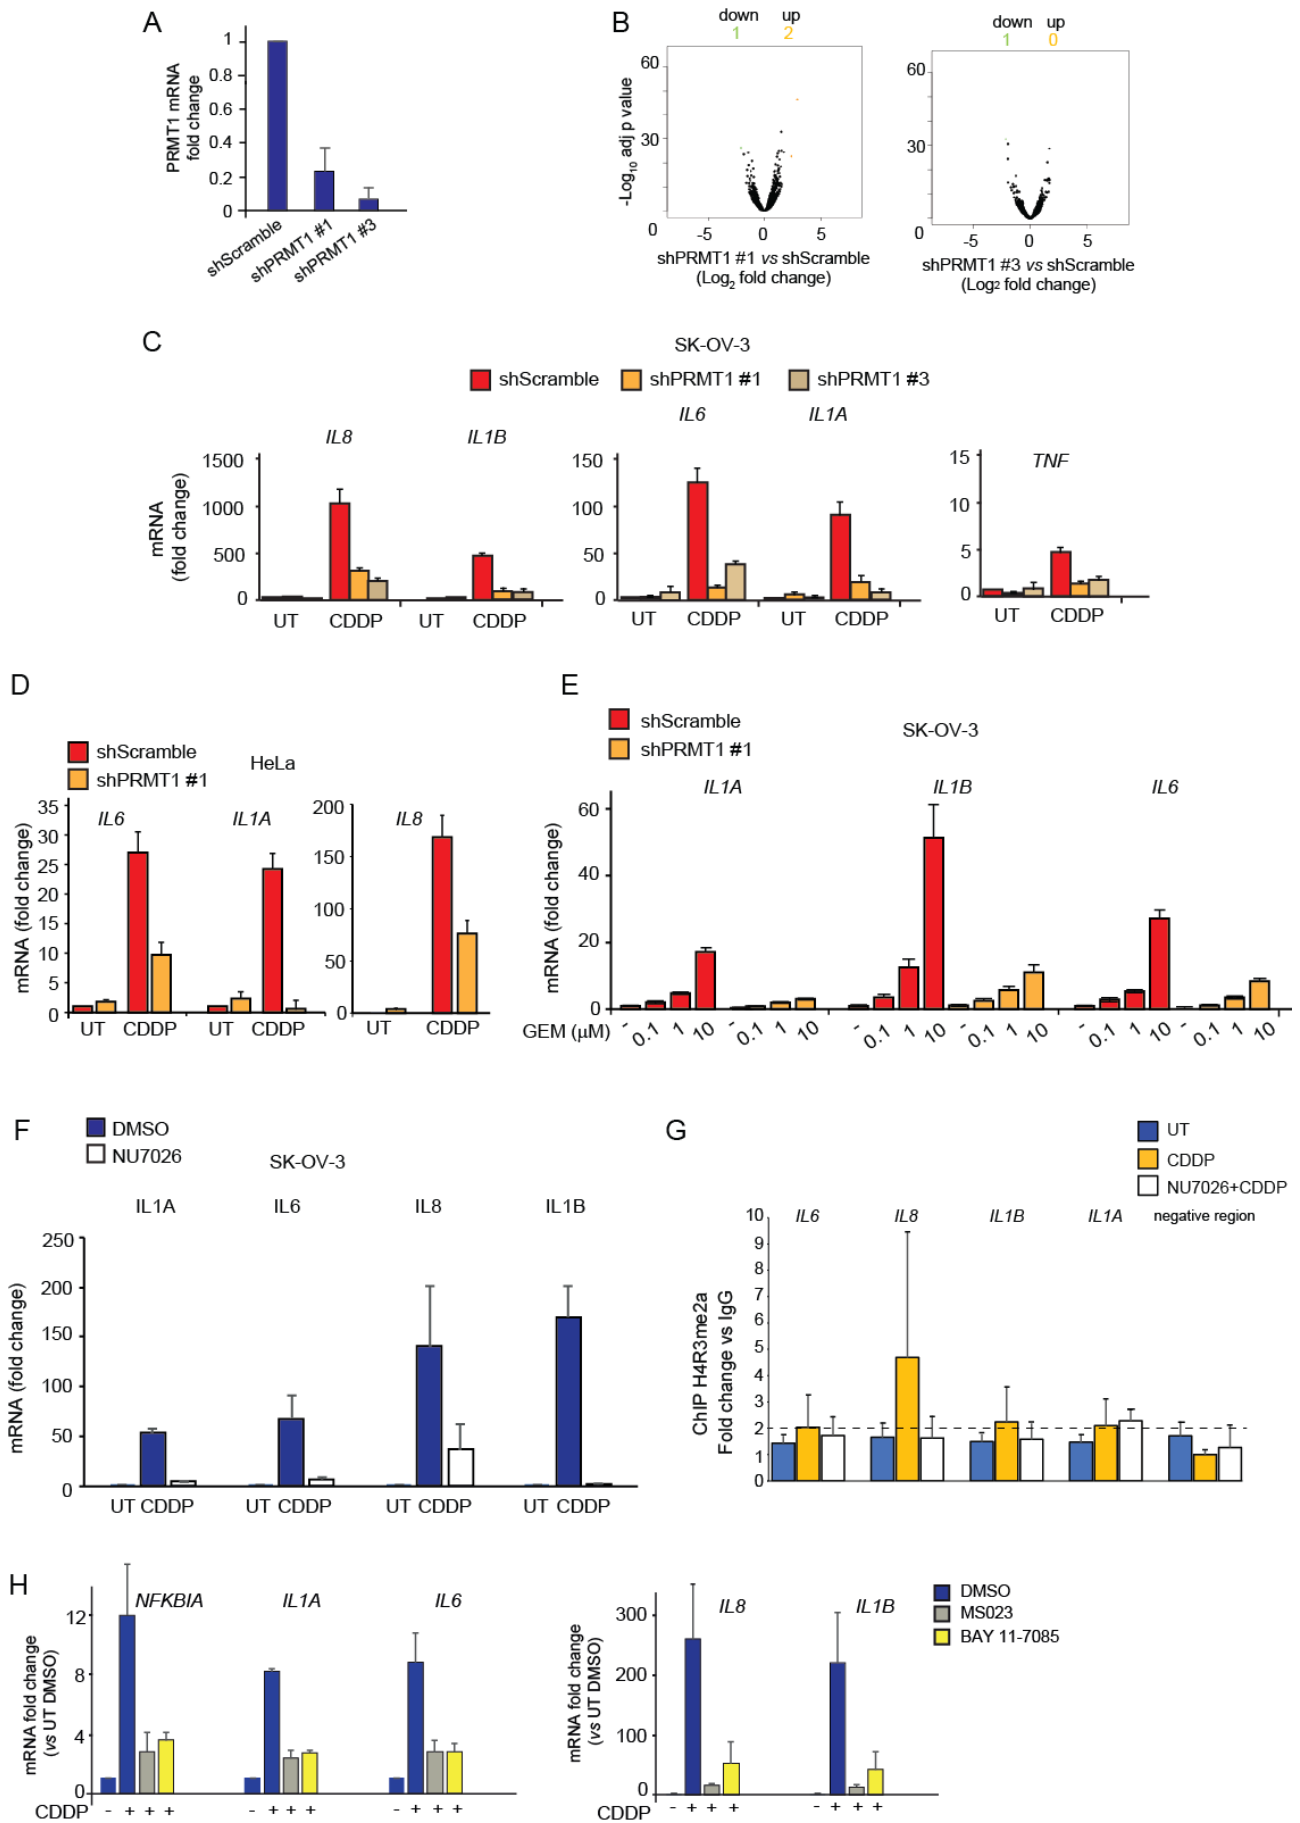 A
PRMT1 mRNA
fold change
1
0.8
0.6
0.4
0.2
0
shScramble
shPRMT1 #1
shPRMT1 #3
B
down up
1 2
-Log10 adj p value
60
30
0
-5 0 5
shPRMT1 #1 vs shScramble
(Log2 fold change)
down up
1 0
60
30
0
-5 0 5
shPRMT1 #3 vs shScramble
(Log2 fold change)
C
SK-OV-3
shScramble shPRMT1 #1 shPRMT1 #3
mRNA
(fold change)
IL8 IL1B
1500
1000
500
0
UT CDDP UT CDDP
IL6 IL1A
150
100
50
0
UT CDDP UT CDDP
TNF
15
10
5
0
UT CDDP
D
shScramble
shPRMT1 #1
HeLa
mRNA (fold change)
IL6 IL1A
35
30
25
20
15
10
5
0
UT CDDP UT CDDP
IL8
200
150
100
50
0
UT CDDP
E
shScramble
shPRMT1 #1
SK-OV-3
IL1A IL1B IL6
mRNA (fold change)
60
40
20
0
GEM (µM) - 0.1 1 10 - 0.1 1 10 - 0.1 1 10 - 0.1 1 10 - 0.1 1 10 - 0.1 1 10
F
DMSO
NU7026
SK-OV-3
IL1A IL6 IL8 IL1B
mRNA (fold change)
250
200
150
100
50
0
UT CDDP UT CDDP UT CDDP UT CDDP
G
UT
CDDP
NU7026+CDDP
IL6 IL8 IL1B IL1A negative region
ChIP H4R3me2a
Fold change vs IgG
10
9
8
7
6
5
4
3
2
1
0
H
NFKBIA IL1A IL6
mRNA fold change
(vs UT DMSO)
12
8
4
0
CDDP - + + + - + + + - + + +
IL8 IL1B
mRNA fold change
(vs UT DMSO)
300
200
100
0
CDDP - + + + - + + +
DMSO
MS023
BAY 11-7085